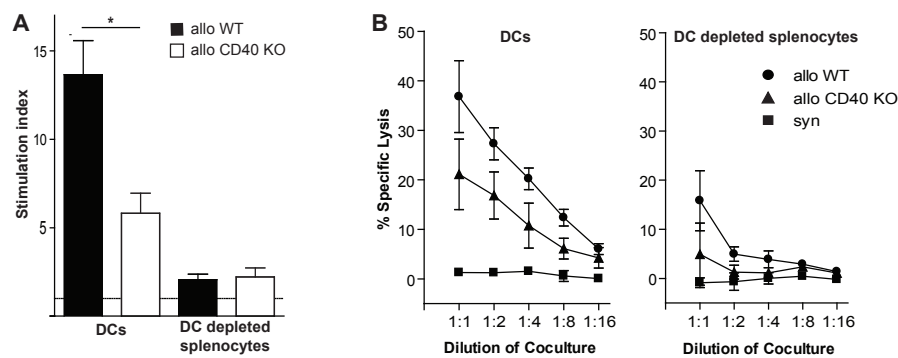 A
allo WT
allo CD40 KO
*
Stimulation index
15
10
5
DCs
DC depleted
splenocytes
B
DCs
% Specific Lysis
50
40
30
20
10
0
1:1
1:2
1:4
1:8
1:16
Dilution of Coculture
DC depleted splenocytes
allo WT
allo CD40 KO
syn
50
40
30
20
10
0
1:1
1:2
1:4
1:8
1:16
Dilution of Coculture